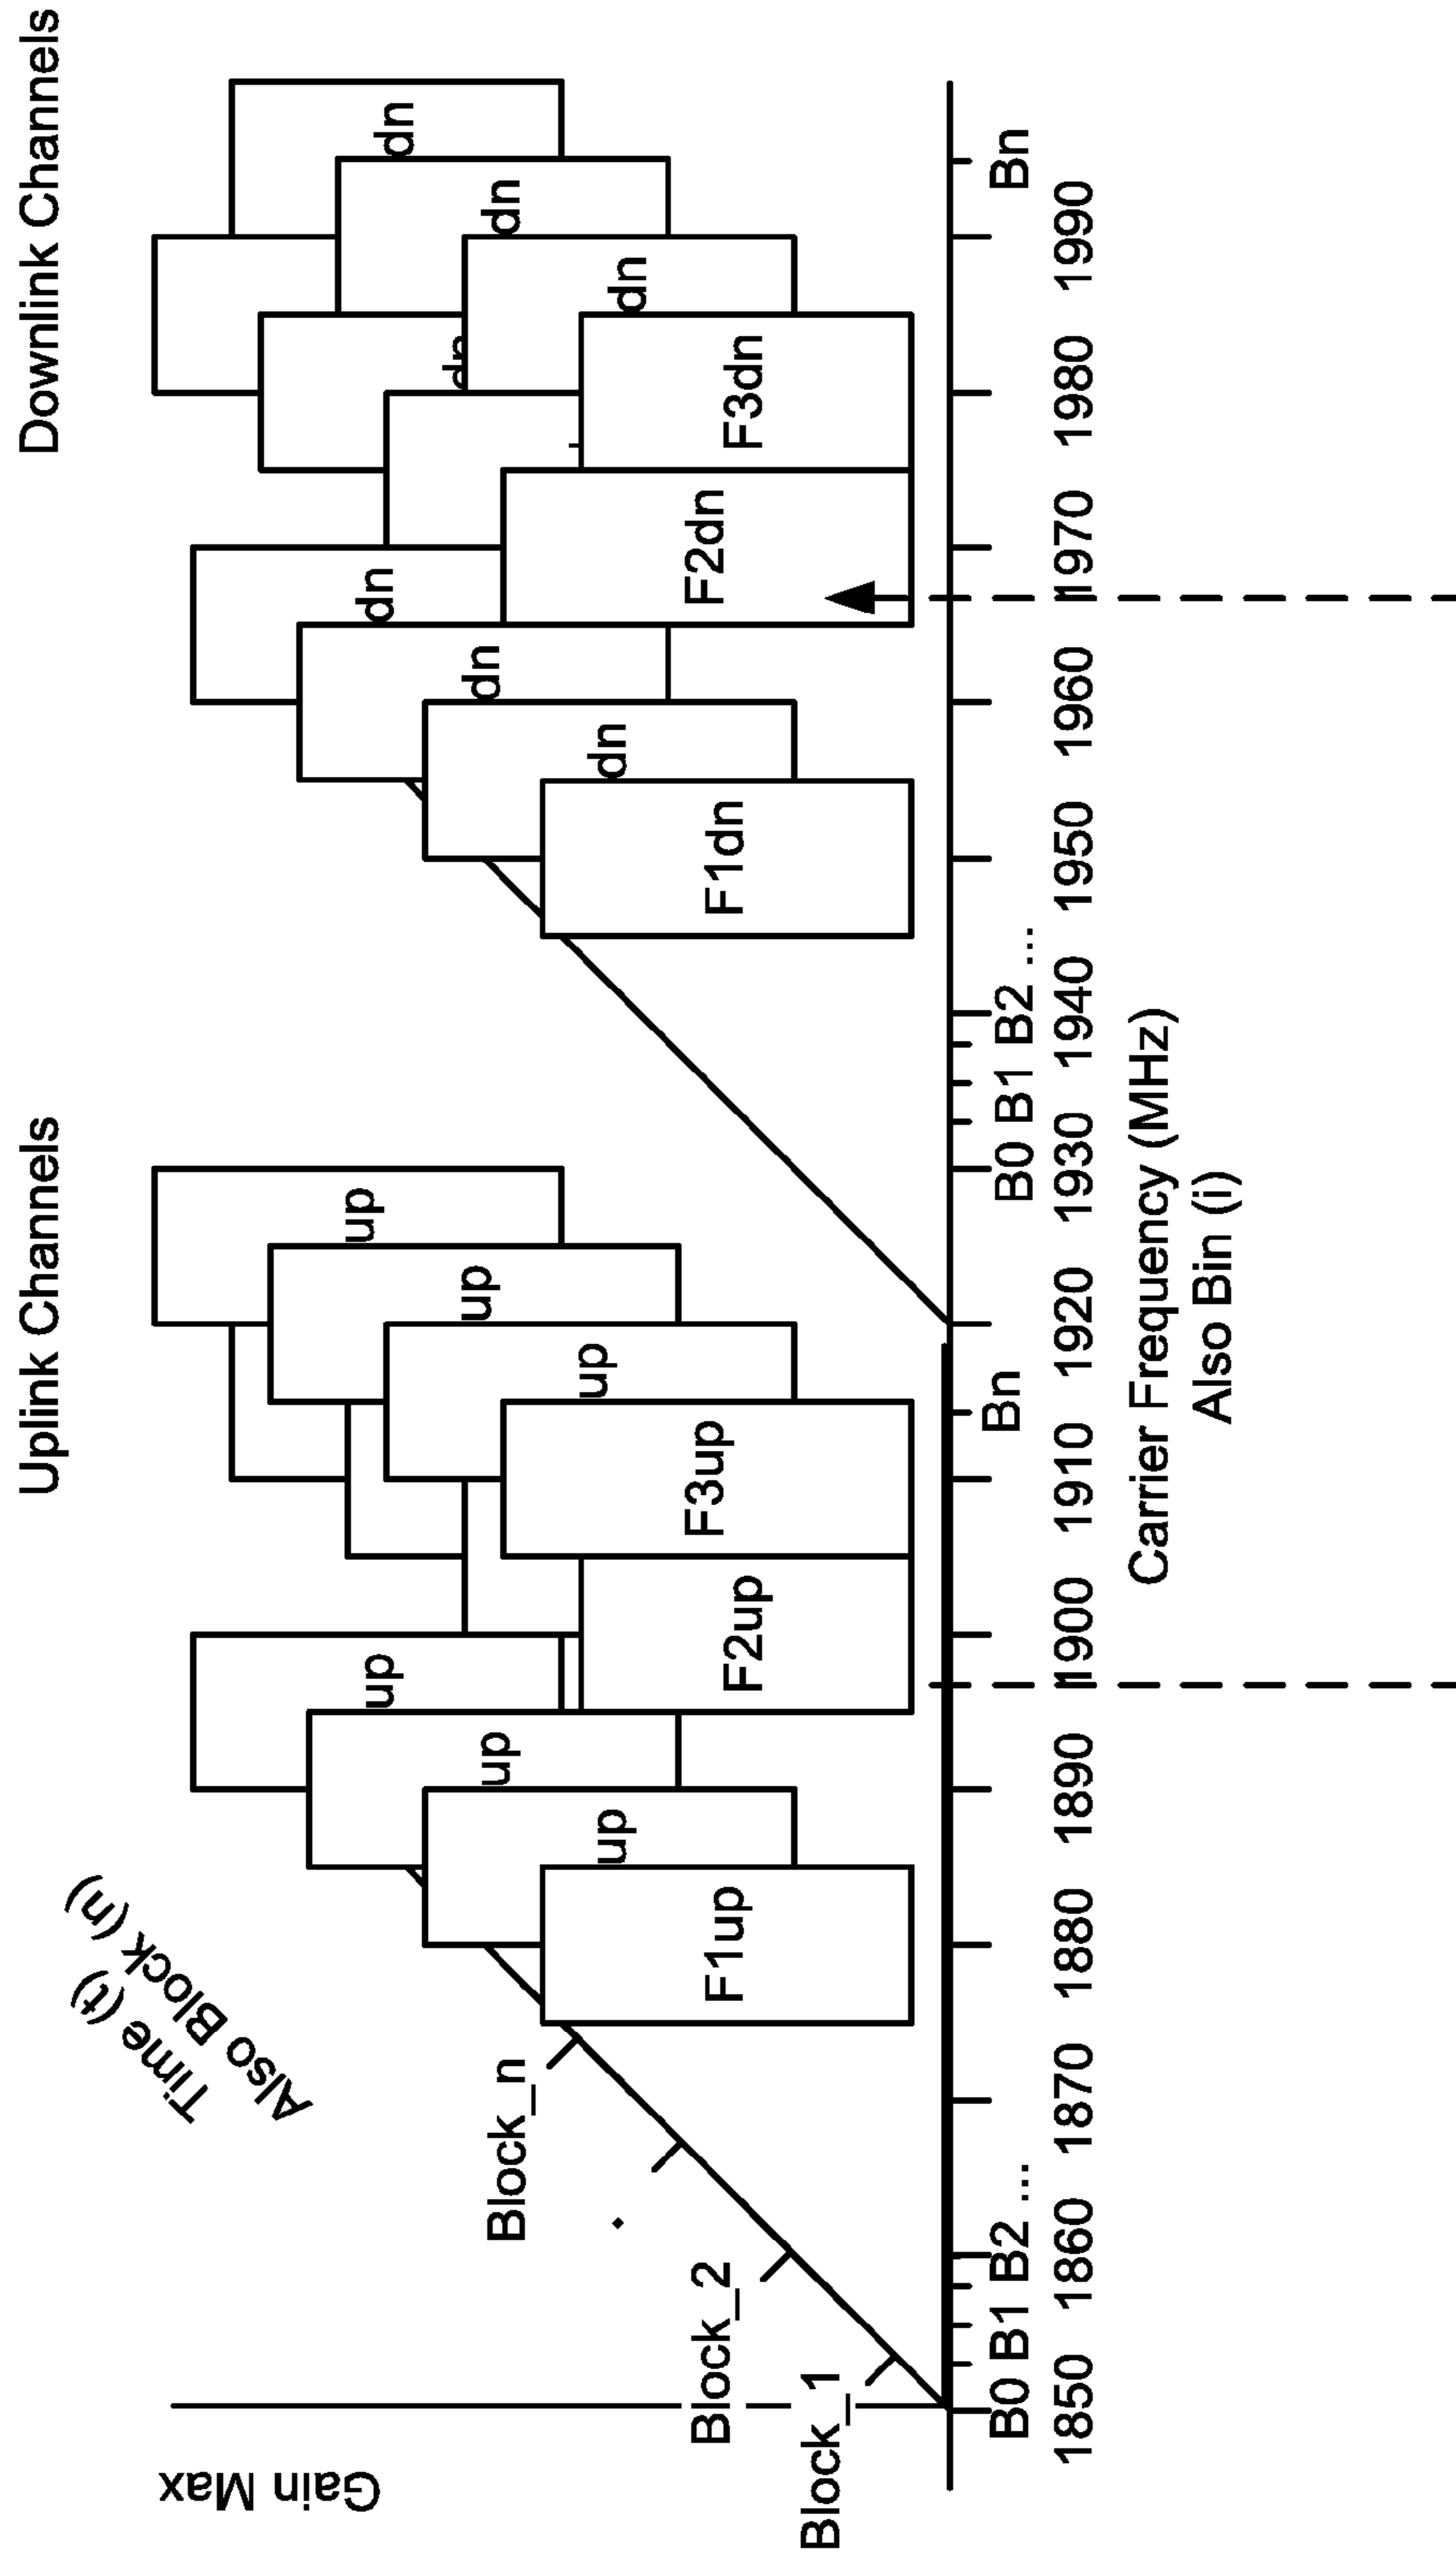 Uplink Channels
Downlink Channels
Gain Max
Time (t)
Also Block (n)
Block_1
Block_2
Block_n
F1up
up
up
up
F2up
F3up
up
up
up
F1dn
dn
dn
dn
F2dn
F3dn
dn
dn
dn
B0 B1 B2 ...
Bn
B0 B1 B2 ...
Bn
1850 1860 1870 1880 1890 1900 1910 1920 1930 1940 1950 1960 1970 1980 1990
Carrier Frequency (MHz)
Also Bin (i)